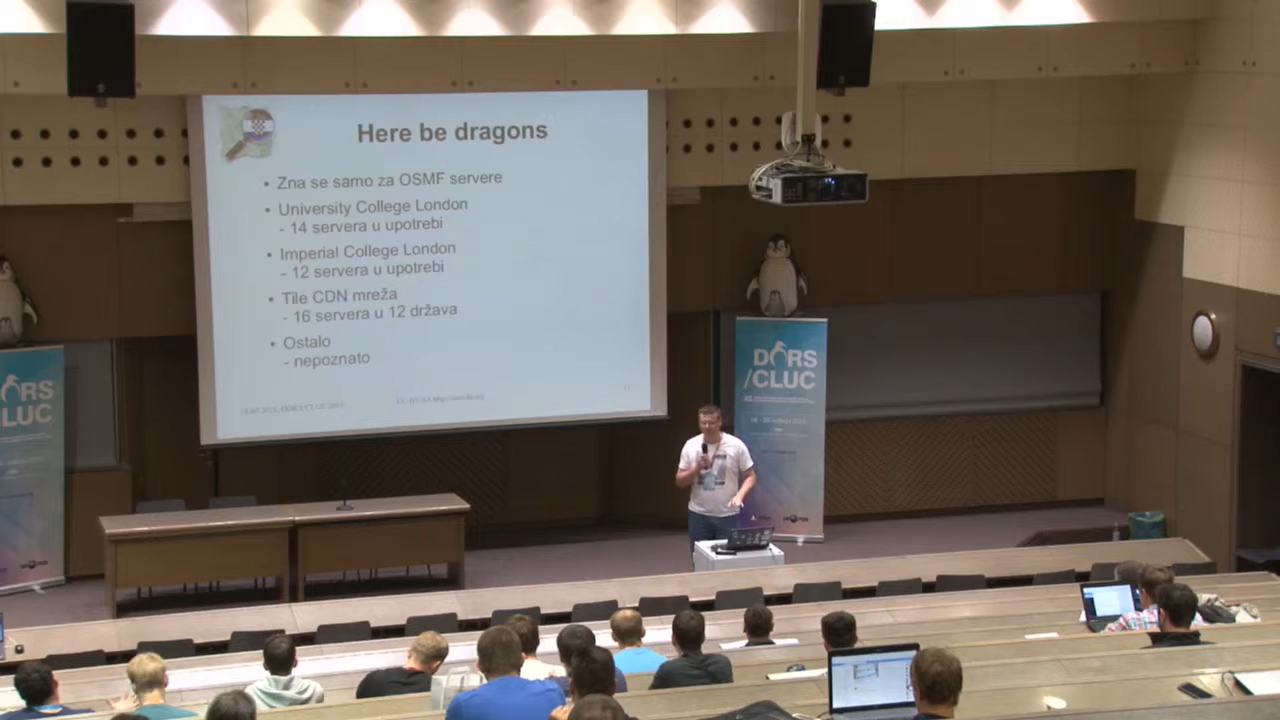 Here be dragons
• Zna se samo za OSMF servere
• University College London
- 14 servera u upotrebi
• Imperial College London
- 12 servera u upotrebi
• Tile CDN mreža
- 16 servera u 12 država
• Ostalo
- nepoznato
DORS
/CLUC
ORS
CLUC